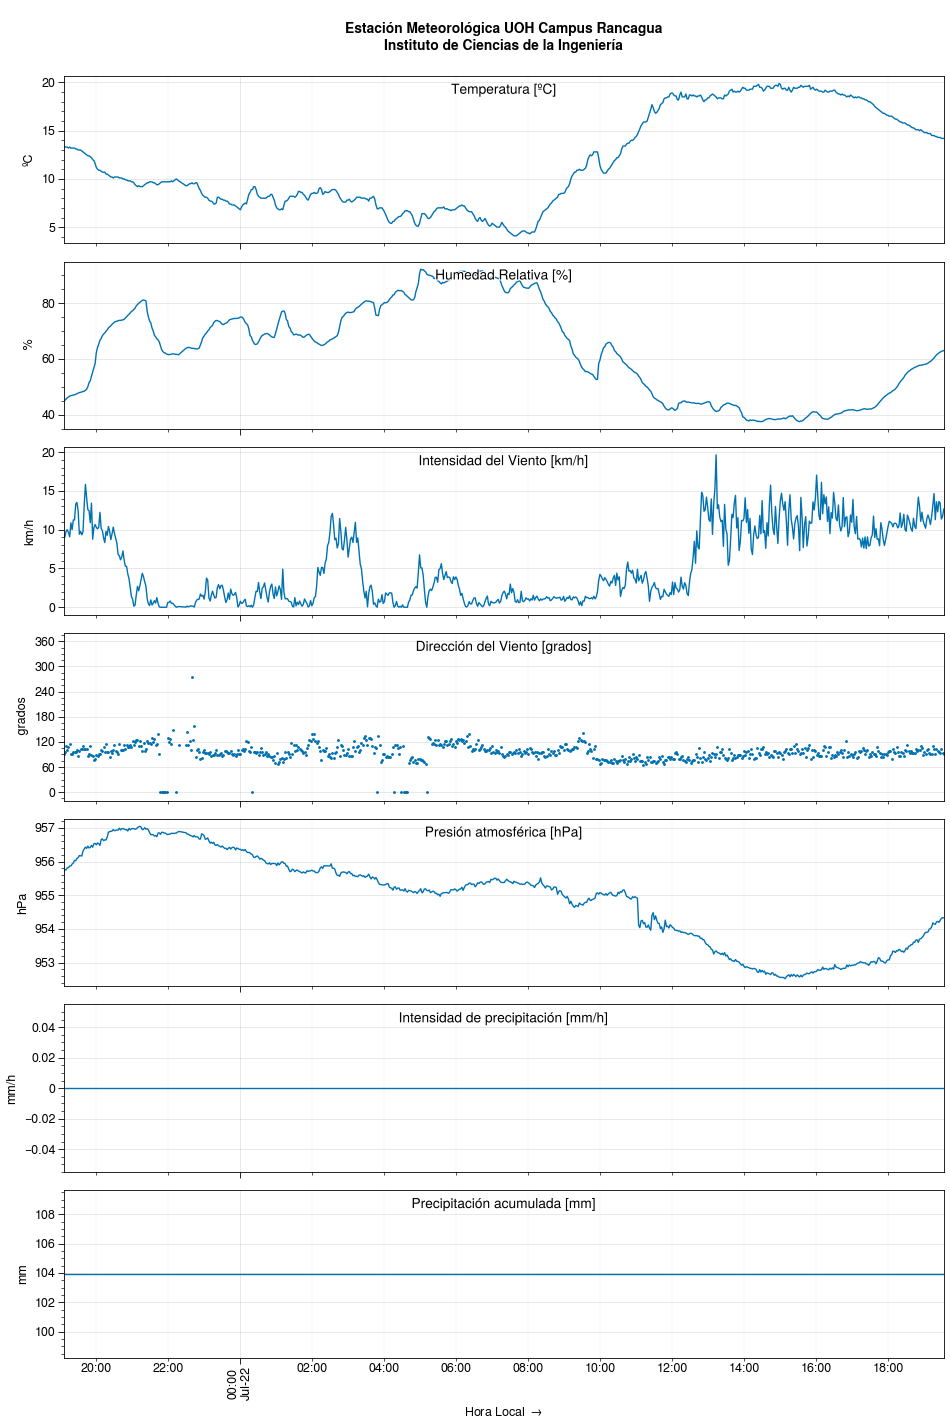 Estación Meteorológica UOH Campus Rancagua
Instituto de Ciencias de la Ingeniería
Temperatura [ºC]
ºC
20
15
10
5
Humedad Relativa [%]
%
80
60
40
Intensidad del Viento [km/h]
km/h
20
15
10
5
0
Dirección del Viento [grados]
grados
360
300
240
180
120
60
0
Presión atmosférica [hPa]
hPa
957
956
955
954
953
Intensidad de precipitación [mm/h]
mm/h
0.04
0.02
0
−0.02
−0.04
Precipitación acumulada [mm]
mm
108
106
104
102
100
20:00 22:00 00:00 02:00 04:00 06:00 08:00 10:00 12:00 14:00 16:00 18:00
Jul-22
Hora Local →